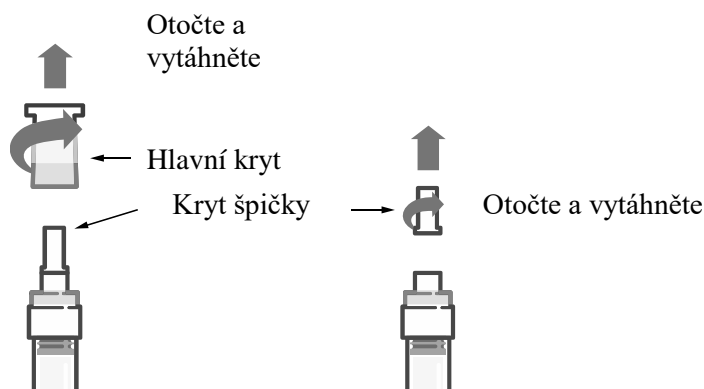 Otočte a
vytáhněte
Hlavní kryt
Kryt špičky
Otočte a vytáhněte